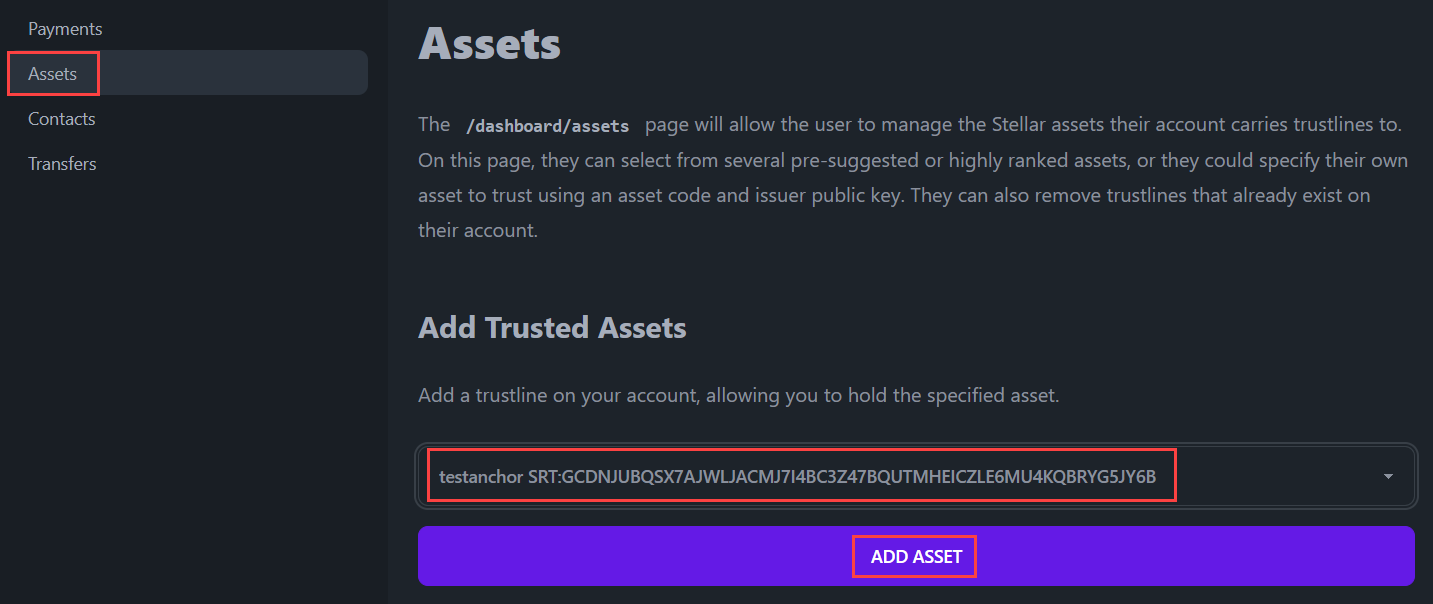 Payments
Assets
Contacts
Transfers
Assets
The /dashboard/assets page will allow the user to manage the Stellar assets their account carries trustlines to.
On this page, they can select from several pre-suggested or highly ranked assets, or they could specify their own
asset to trust using an asset code and issuer public key. They can also remove trustlines that already exist on
their account.
Add Trusted Assets
Add a trustline on your account, allowing you to hold the specified asset.
testanchor SRT:GCDNJUBQSX7AJWLJACMJ7I4BC3Z47BQUTMHEICZLE6MU4KQBRYG5JY6B
ADD ASSET